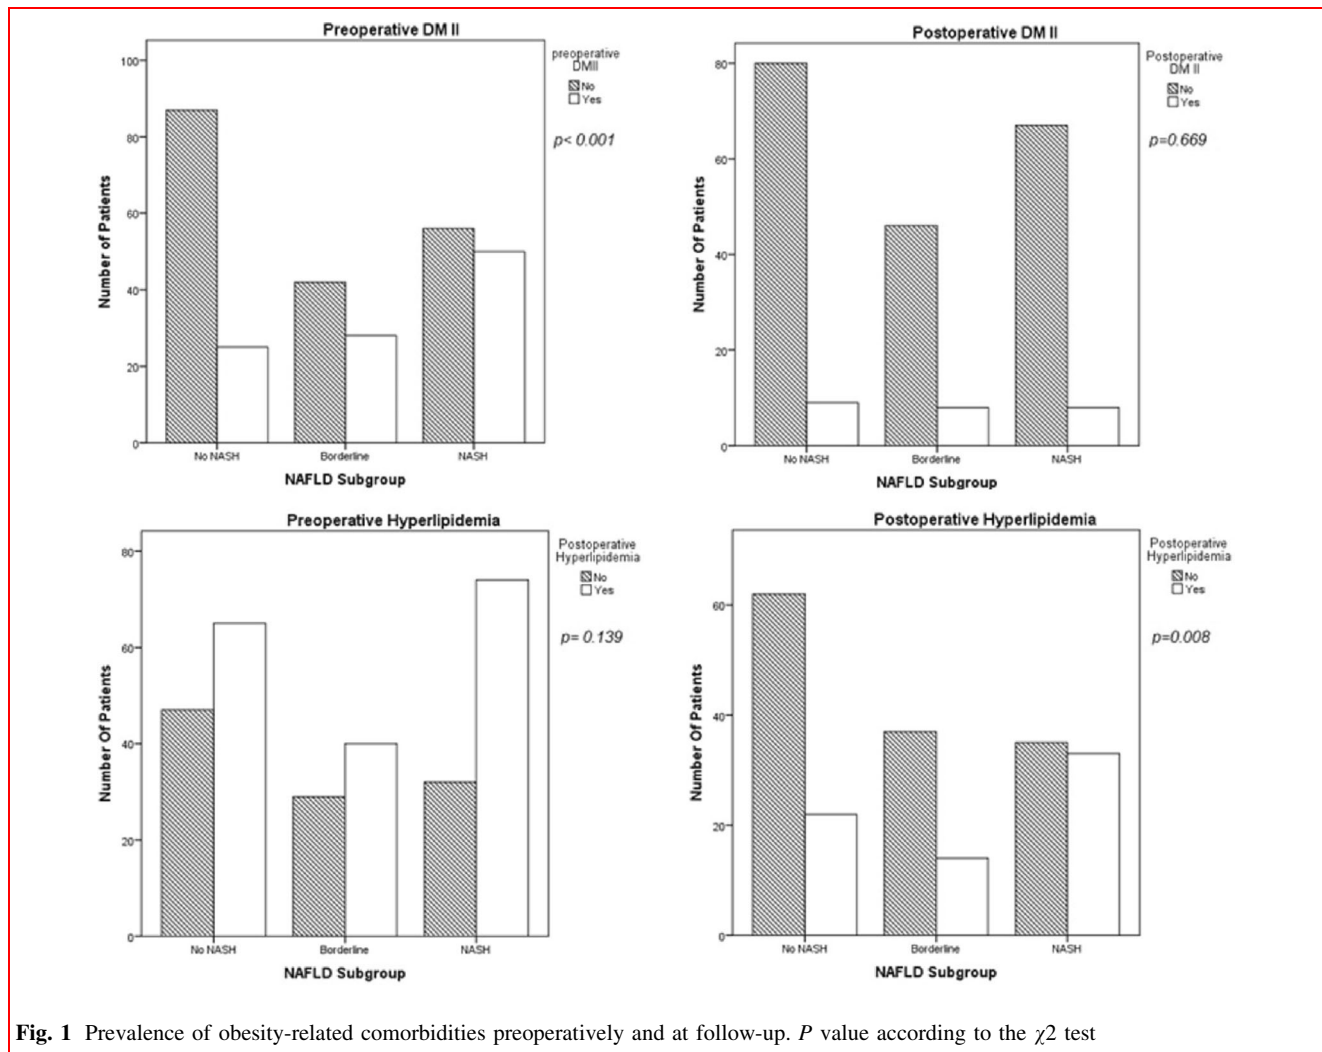 Preoperative DM II
preoperative
DMII
No
Yes
p< 0.001
100
80
60
40
20
0
Number of Patients
No NASH Borderline NASH
NAFLD Subgroup
Postoperative DM II
Postoperative
DM II
No
Yes
p=0.669
80
60
40
20
0
Number Of Patients
No NASH Borderline NASH
NAFLD Subgroup
Preoperative Hyperlipidemia
Postoperative
Hyperlipidemia
No
Yes
p= 0.139
80
60
40
20
0
Number Of Patients
No NASH Borderline NASH
NAFLD Subgroup
Postoperative Hyperlipidemia
Postoperative
Hyperlipidemia
No
Yes
p=0.008
60
40
20
0
Number Of Patients
No NASH Borderline NASH
NAFLD Subgroup
Fig. 1 Prevalence of obesity-related comorbidities preoperatively and at follow-up. P value according to the χ2 test